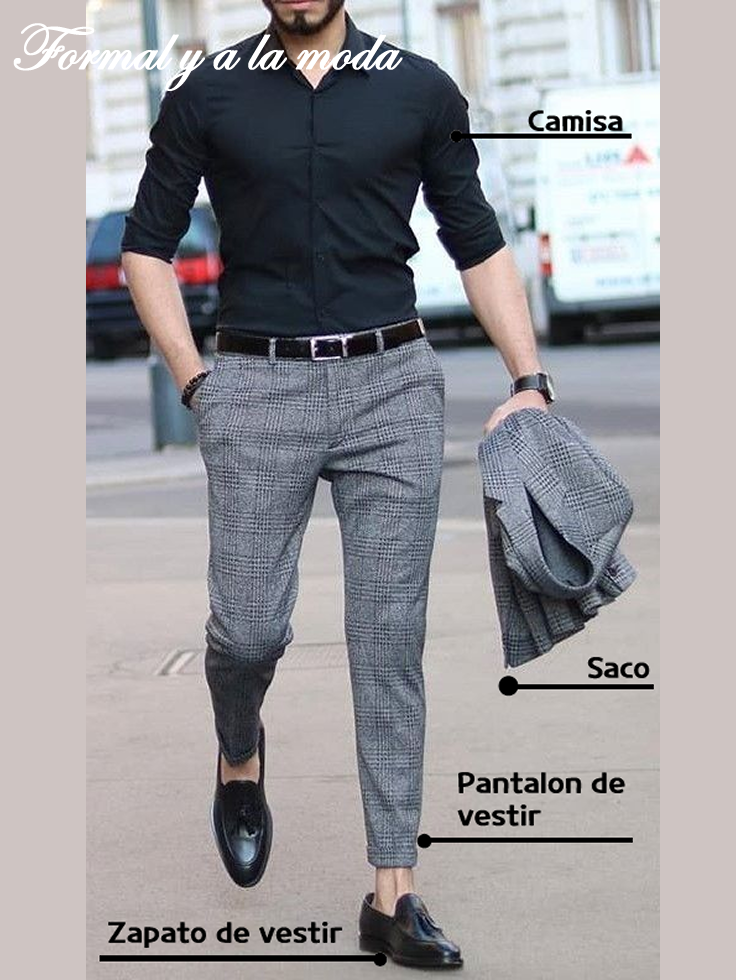 Formal y a la moda
Camisa
Saco
Pantalon de
vestir
Zapato de vestir